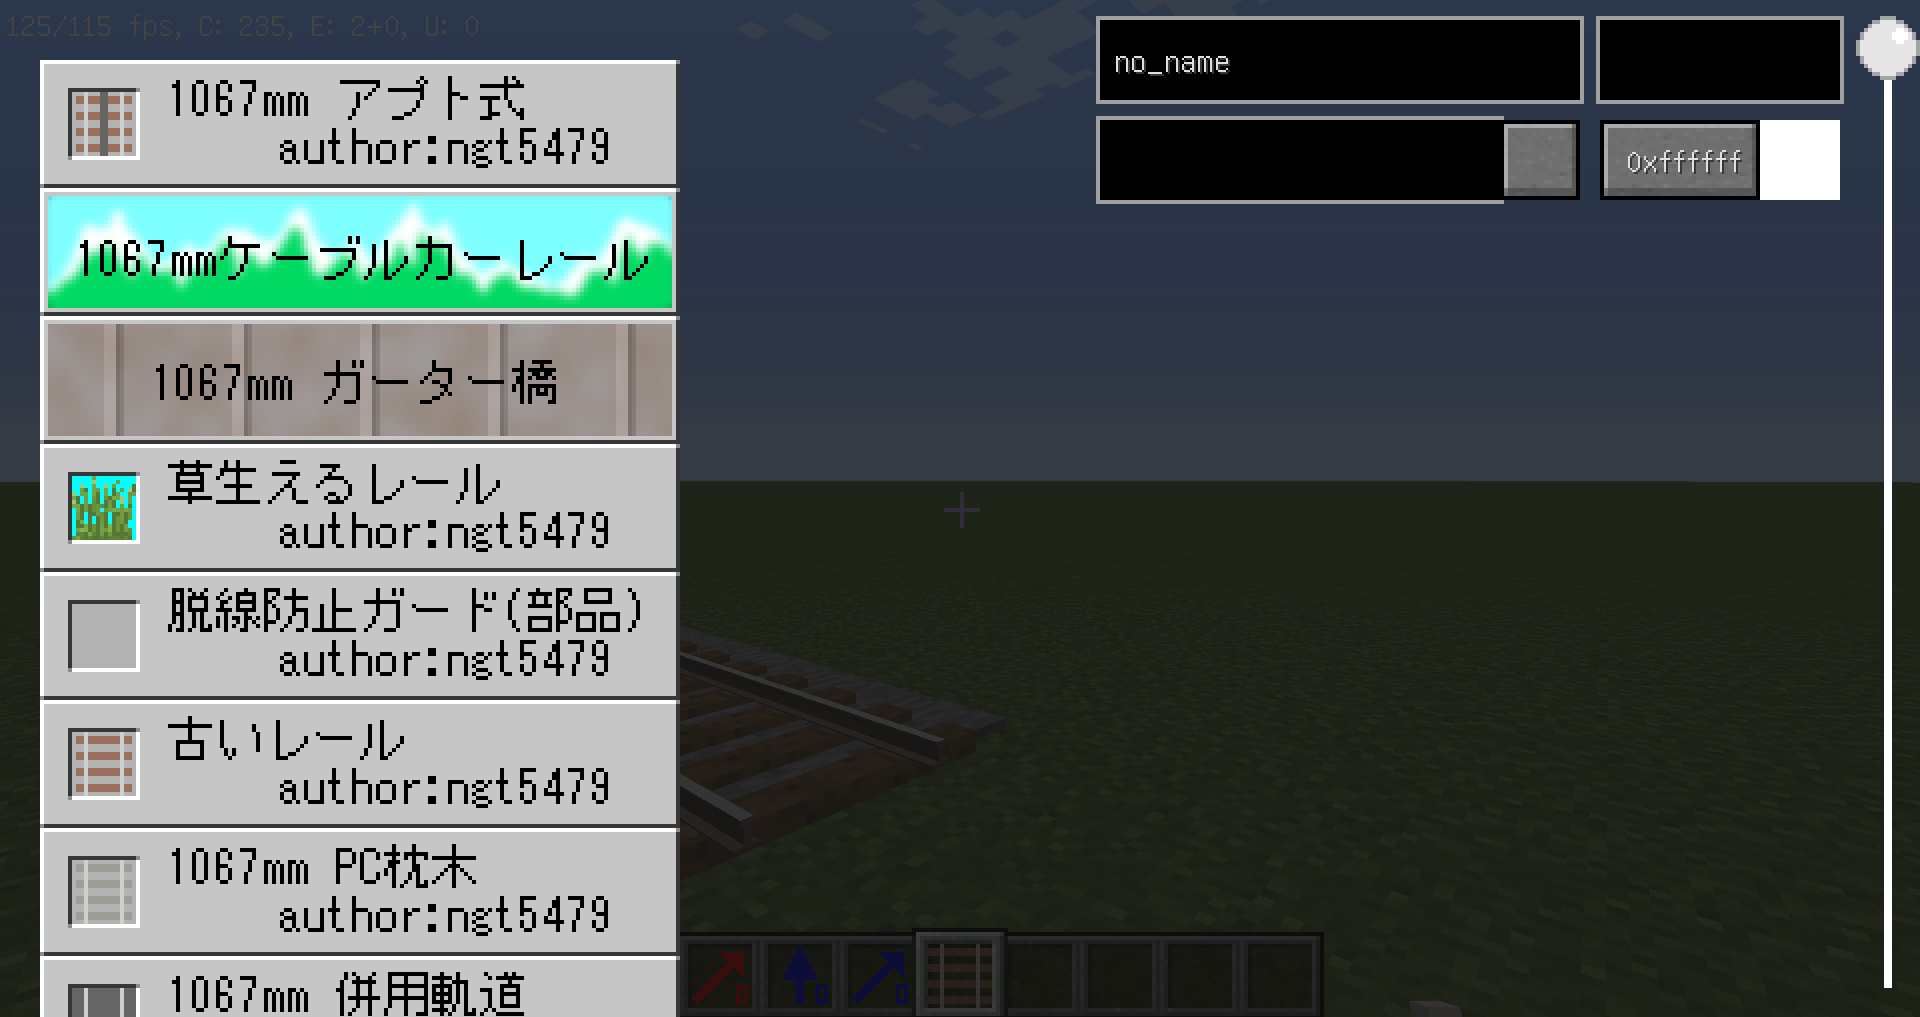 125/115 fps, C: 235, E: 2+0, U: 0
no_name
0xffffff
1067mm アプト式
author:ngt5479
1067mmケーブルカーレール
1067mm ガーター橋
草生えるレール
author:ngt5479
脱線防止ガード(部品)
author:ngt5479
古いレール
author:ngt5479
1067mm PC枕木
author:ngt5479
1067mm 併用軌道
0
0
0